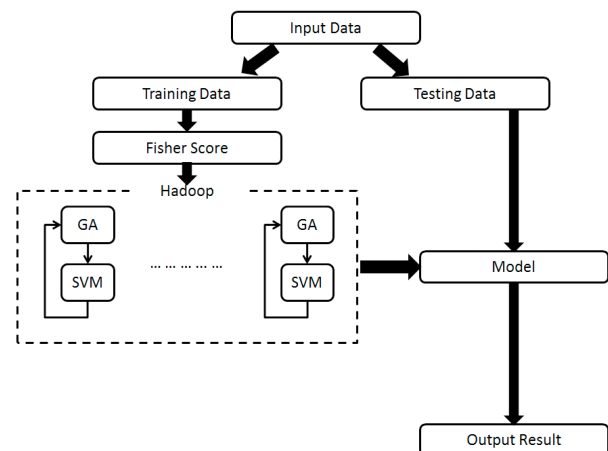 Input Data
Training Data
Testing Data
Fisher Score
Hadoop
GA
GA
... ... ... ... ...
SVM
SVM
Model
Output Result